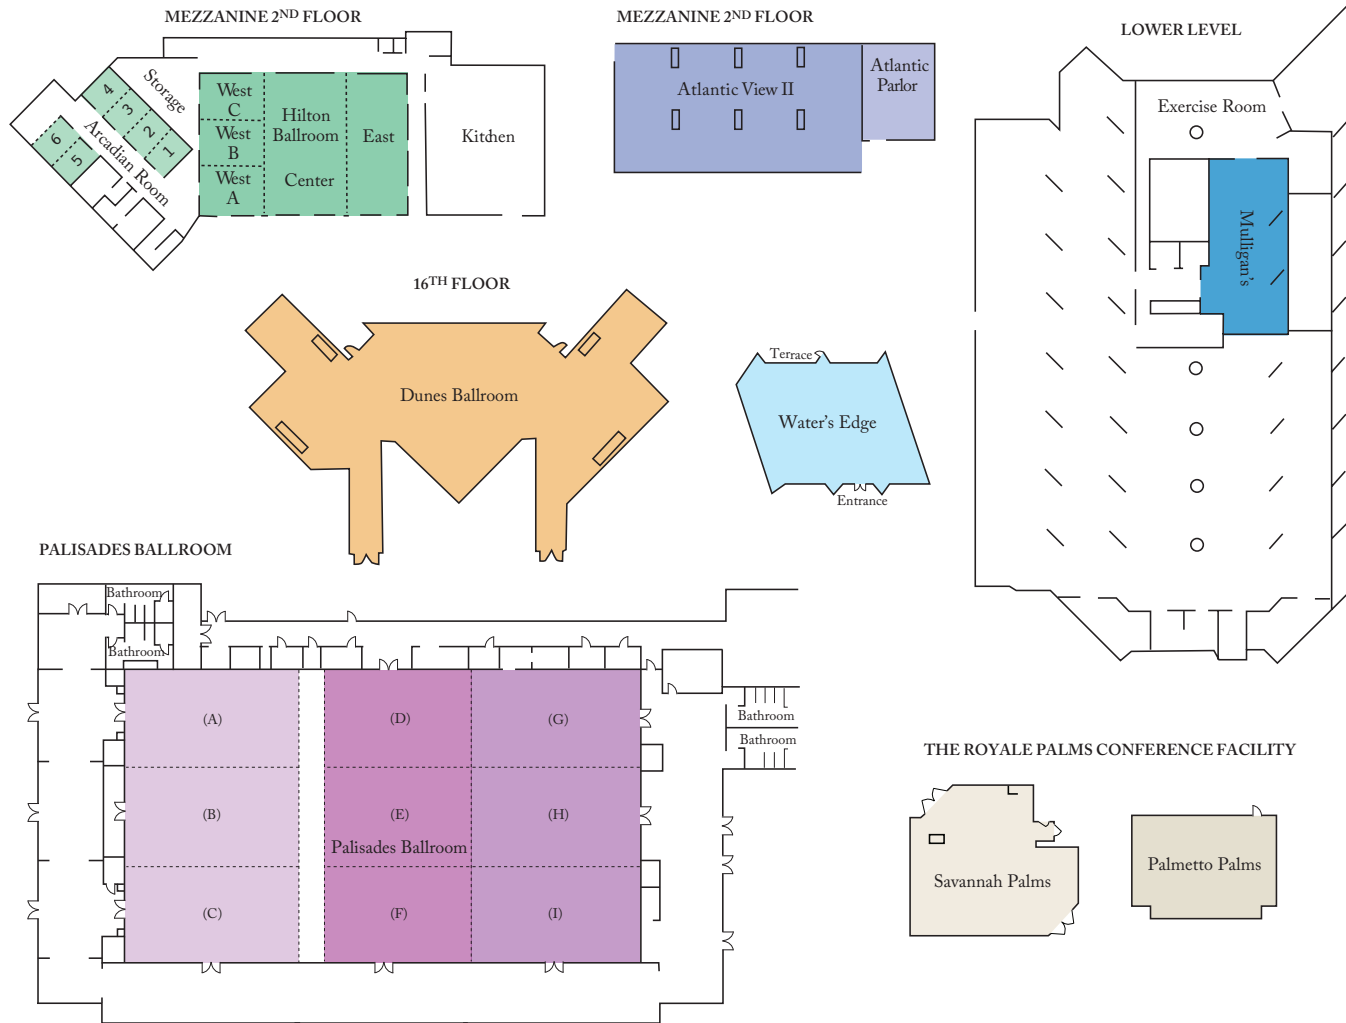 MEZZANINE 2ND FLOOR
Storage
4
3
2
1
Arcadian Room
6
5
West
C
West
B
West
A
Hilton
Ballroom
Center
East
Kitchen
MEZZANINE 2ND FLOOR
Atlantic View II
Atlantic
Parlor
LOWER LEVEL
Exercise Room
Mulligan's
16TH FLOOR
Dunes Ballroom
Terrace
Water's Edge
Entrance
PALISADES BALLROOM
Bathroom
Bathroom
(A)
(D)
(G)
(B)
(E)
(H)
Palisades Ballroom
(C)
(F)
(I)
Bathroom
Bathroom
THE ROYALE PALMS CONFERENCE FACILITY
Savannah Palms
Palmetto Palms